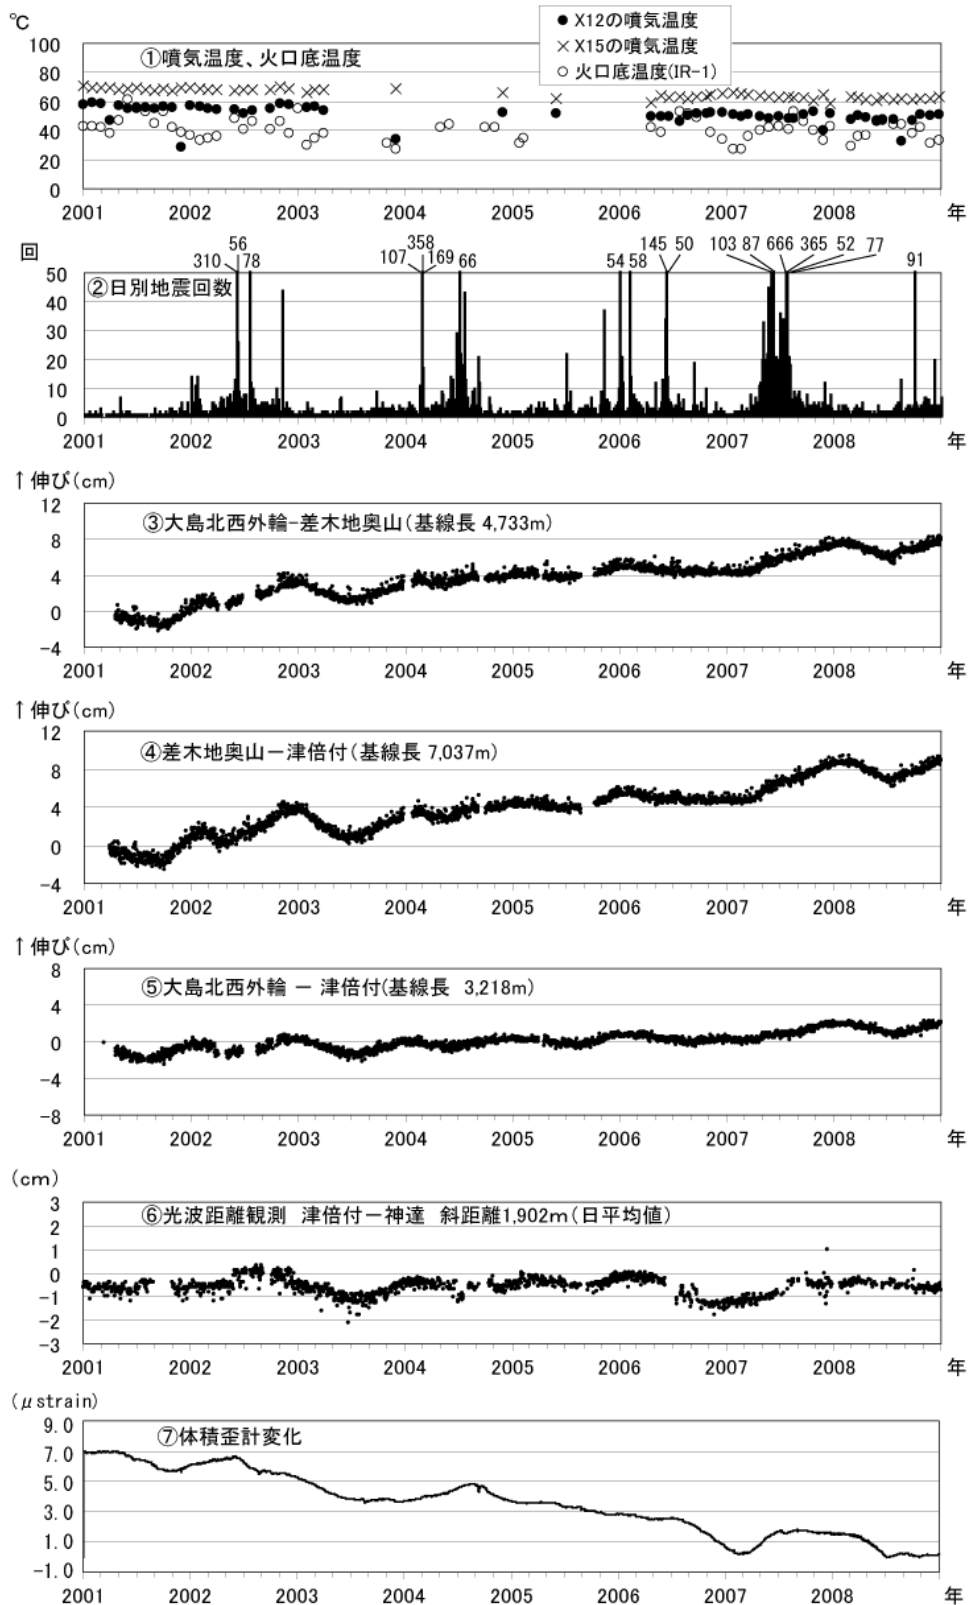 ℃
● X12の噴気温度
× X15の噴気温度
○ 火口底温度(IR-1)
①噴気温度、火口底温度
100
80
60
40
20
0
2001 2002 2003 2004 2005 2006 2007 2008 年
回
②日別地震回数
310 56 78 107 358 169 66 54 58 145 50 103 87 666 365 52 77 91
50
40
30
20
10
0
2001 2002 2003 2004 2005 2006 2007 2008 年
↑伸び(cm)
③大島北西外輪-差木地奥山(基線長 4,733m)
12
8
4
0
-4
2001 2002 2003 2004 2005 2006 2007 2008 年
↑伸び(cm)
④差木地奥山-津倍付(基線長 7,037m)
12
8
4
0
-4
2001 2002 2003 2004 2005 2006 2007 2008 年
↑伸び(cm)
⑤大島北西外輪 - 津倍付(基線長 3,218m)
8
4
0
-4
-8
2001 2002 2003 2004 2005 2006 2007 2008 年
(cm)
⑥光波距離観測 津倍付-神達 斜距離1,902m(日平均値)
3
2
1
0
-1
-2
-3
2001 2002 2003 2004 2005 2006 2007 2008 年
(μstrain)
⑦体積歪計変化
9.0
7.0
5.0
3.0
1.0
-1.0
2001 2002 2003 2004 2005 2006 2007 2008 年